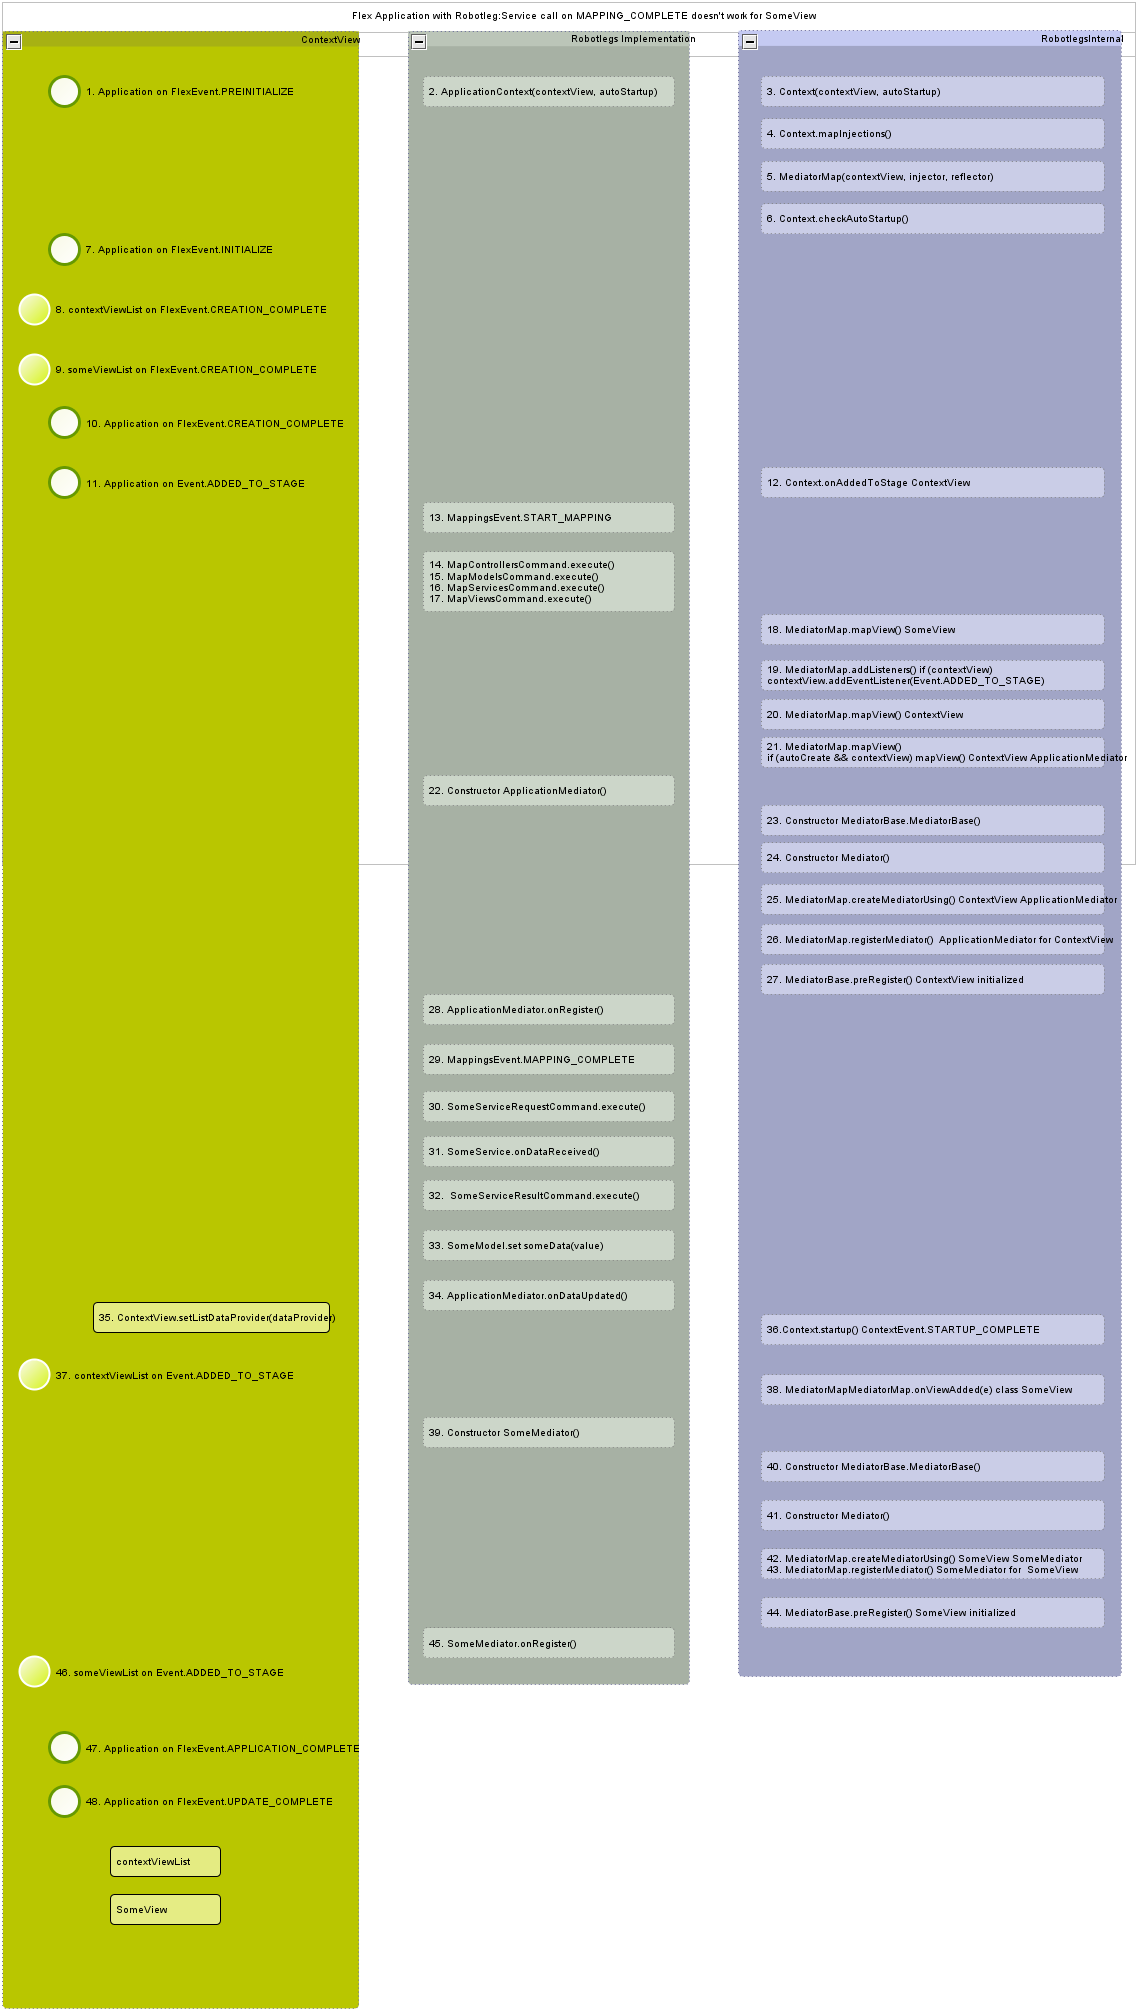 Flex Application with Robotleg:Service call on MAPPING_COMPLETE doesn't work for SomeView
ContextView
Robotlegs Implementation
RobotlegsInternal
1. Application on FlexEvent.PREINITIALIZE
2. ApplicationContext(contextView, autoStartup)
3. Context(contextView, autoStartup)
4. Context.mapInjections()
5. MediatorMap(contextView, injector, reflector)
6. Context.checkAutoStartup()
7. Application on FlexEvent.INITIALIZE
8. contextViewList on FlexEvent.CREATION_COMPLETE
9. someViewList on FlexEvent.CREATION_COMPLETE
10. Application on FlexEvent.CREATION_COMPLETE
11. Application on Event.ADDED_TO_STAGE
12. Context.onAddedToStage ContextView
13. MappingsEvent.START_MAPPING
14. MapControllersCommand.execute()
15. MapModelsCommand.execute()
16. MapServicesCommand.execute()
17. MapViewsCommand.execute()
18. MediatorMap.mapView() SomeView
19. MediatorMap.addListeners() if (contextView)
contextView.addEventListener(Event.ADDED_TO_STAGE)
20. MediatorMap.mapView() ContextView
21. MediatorMap.mapView()
if (autoCreate && contextView) mapView() ContextView ApplicationMediator
22. Constructor ApplicationMediator()
23. Constructor MediatorBase.MediatorBase()
24. Constructor Mediator()
25. MediatorMap.createMediatorUsing() ContextView ApplicationMediator
26. MediatorMap.registerMediator()  ApplicationMediator for ContextView
27. MediatorBase.preRegister() ContextView initialized
28. ApplicationMediator.onRegister()
29. MappingsEvent.MAPPING_COMPLETE
30. SomeServiceRequestCommand.execute()
31. SomeService.onDataReceived()
32.  SomeServiceResultCommand.execute()
33. SomeModel.set someData(value)
34. ApplicationMediator.onDataUpdated()
35. ContextView.setListDataProvider(dataProvider)
36.Context.startup() ContextEvent.STARTUP_COMPLETE
37. contextViewList on Event.ADDED_TO_STAGE
38. MediatorMapMediatorMap.onViewAdded(e) class SomeView
39. Constructor SomeMediator()
40. Constructor MediatorBase.MediatorBase()
41. Constructor Mediator()
42. MediatorMap.createMediatorUsing() SomeView SomeMediator
43. MediatorMap.registerMediator() SomeMediator for  SomeView
44. MediatorBase.preRegister() SomeView initialized
45. SomeMediator.onRegister()
46. someViewList on Event.ADDED_TO_STAGE
47. Application on FlexEvent.APPLICATION_COMPLETE
48. Application on FlexEvent.UPDATE_COMPLETE
contextViewList
SomeView